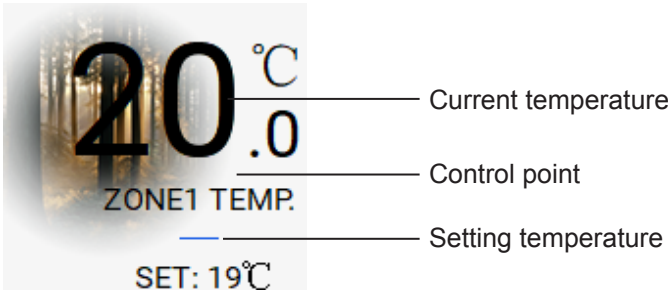 20.0 ℃
Current temperature
Control point
ZONE1 TEMP.
Setting temperature
SET: 19℃